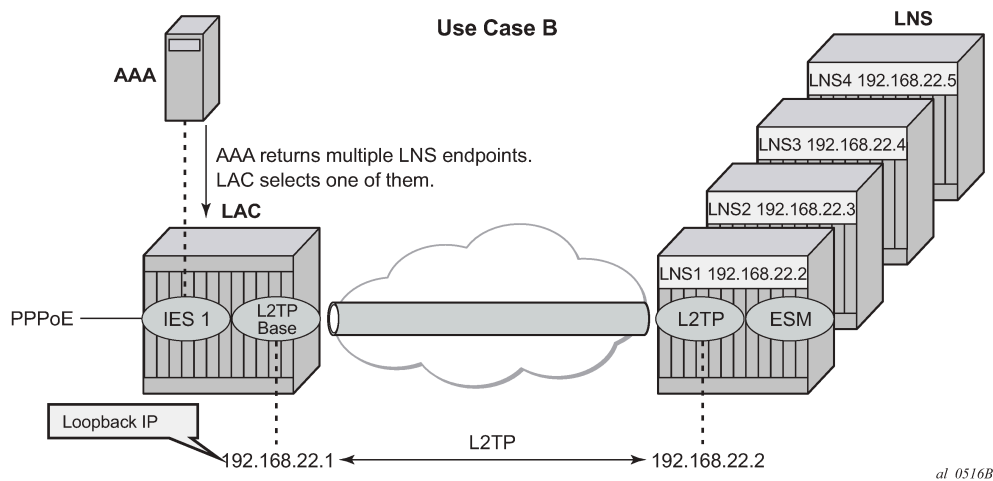 Use Case B
LNS
AAA
LNS4 192.168.22.5
LNS3 192.168.22.4
AAA returns multiple LNS endpoints.
LAC selects one of them.
LAC
LNS2 192.168.22.3
LNS1 192.168.22.2
PPPoE
IES 1
L2TP
Base
L2TP
ESM
Loopback IP
192.168.22.1
L2TP
192.168.22.2
al_0516B